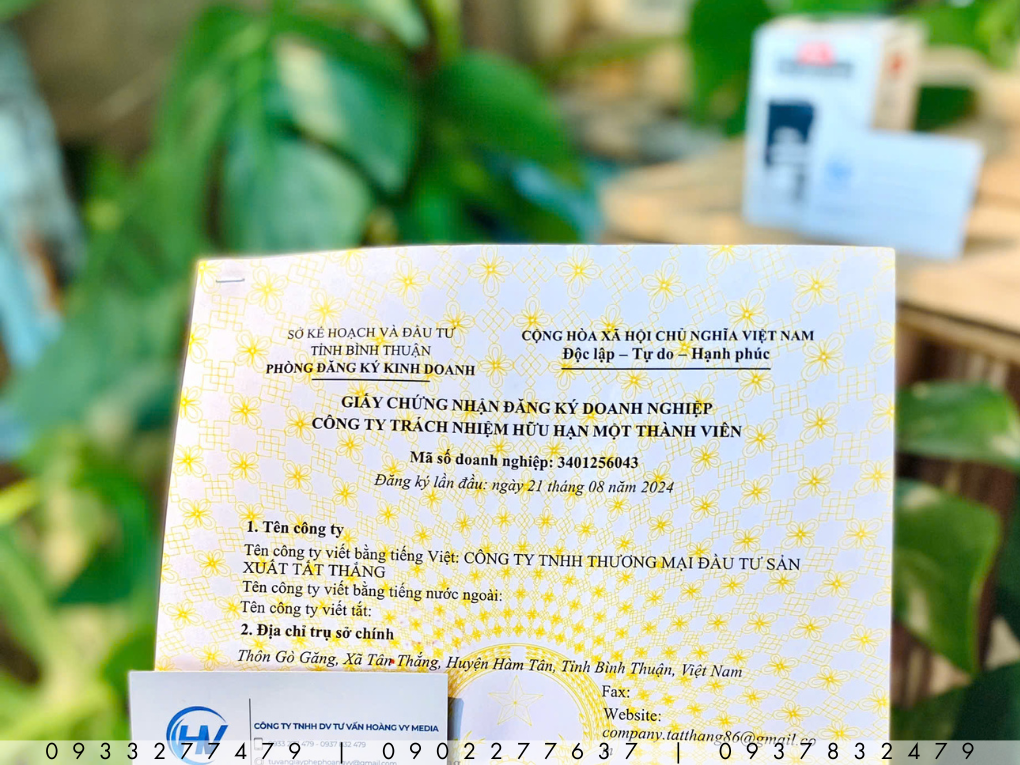 SỞ KẾ HOẠCH VÀ ĐẦU TƯ
TỈNH BÌNH THUẬN
PHÒNG ĐĂNG KÝ KINH DOANH
CỘNG HÒA XÃ HỘI CHỦ NGHĨA VIỆT NAM
Độc lập – Tự do – Hạnh phúc
GIẤY CHỨNG NHẬN ĐĂNG KÝ DOANH NGHIỆP
CÔNG TY TRÁCH NHIỆM HỮU HẠN MỘT THÀNH VIÊN
Mã số doanh nghiệp: 3401256043
Đăng ký lần đầu: ngày 21 tháng 08 năm 2024
1. Tên công ty
Tên công ty viết bằng tiếng Việt: CÔNG TY TNHH THƯƠNG MẠI ĐẦU TƯ SẢN
XUẤT TẤT THẮNG
Tên công ty viết bằng tiếng nước ngoài:
Tên công ty viết tắt:
2. Địa chỉ trụ sở chính
Thôn Gò Găng, Xã Tân Thắng, Huyện Hàm Tân, Tỉnh Bình Thuận, Việt Nam
Fax:
Website:
company.tatthang86@gmail.co
HV
CÔNG TY TNHH DV TƯ VẤN HOÀNG VY MEDIA
0933277479 | 0902277637 | 0937832479